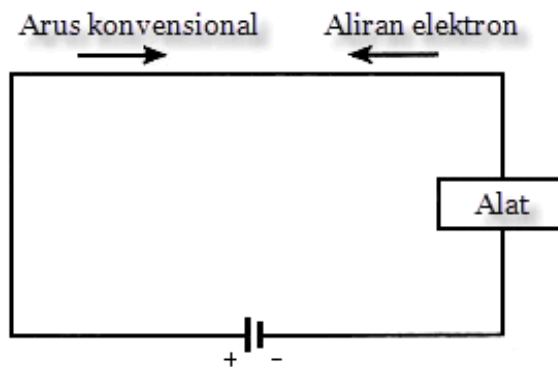 Arus konvensional Aliran elektron
Alat
+ −